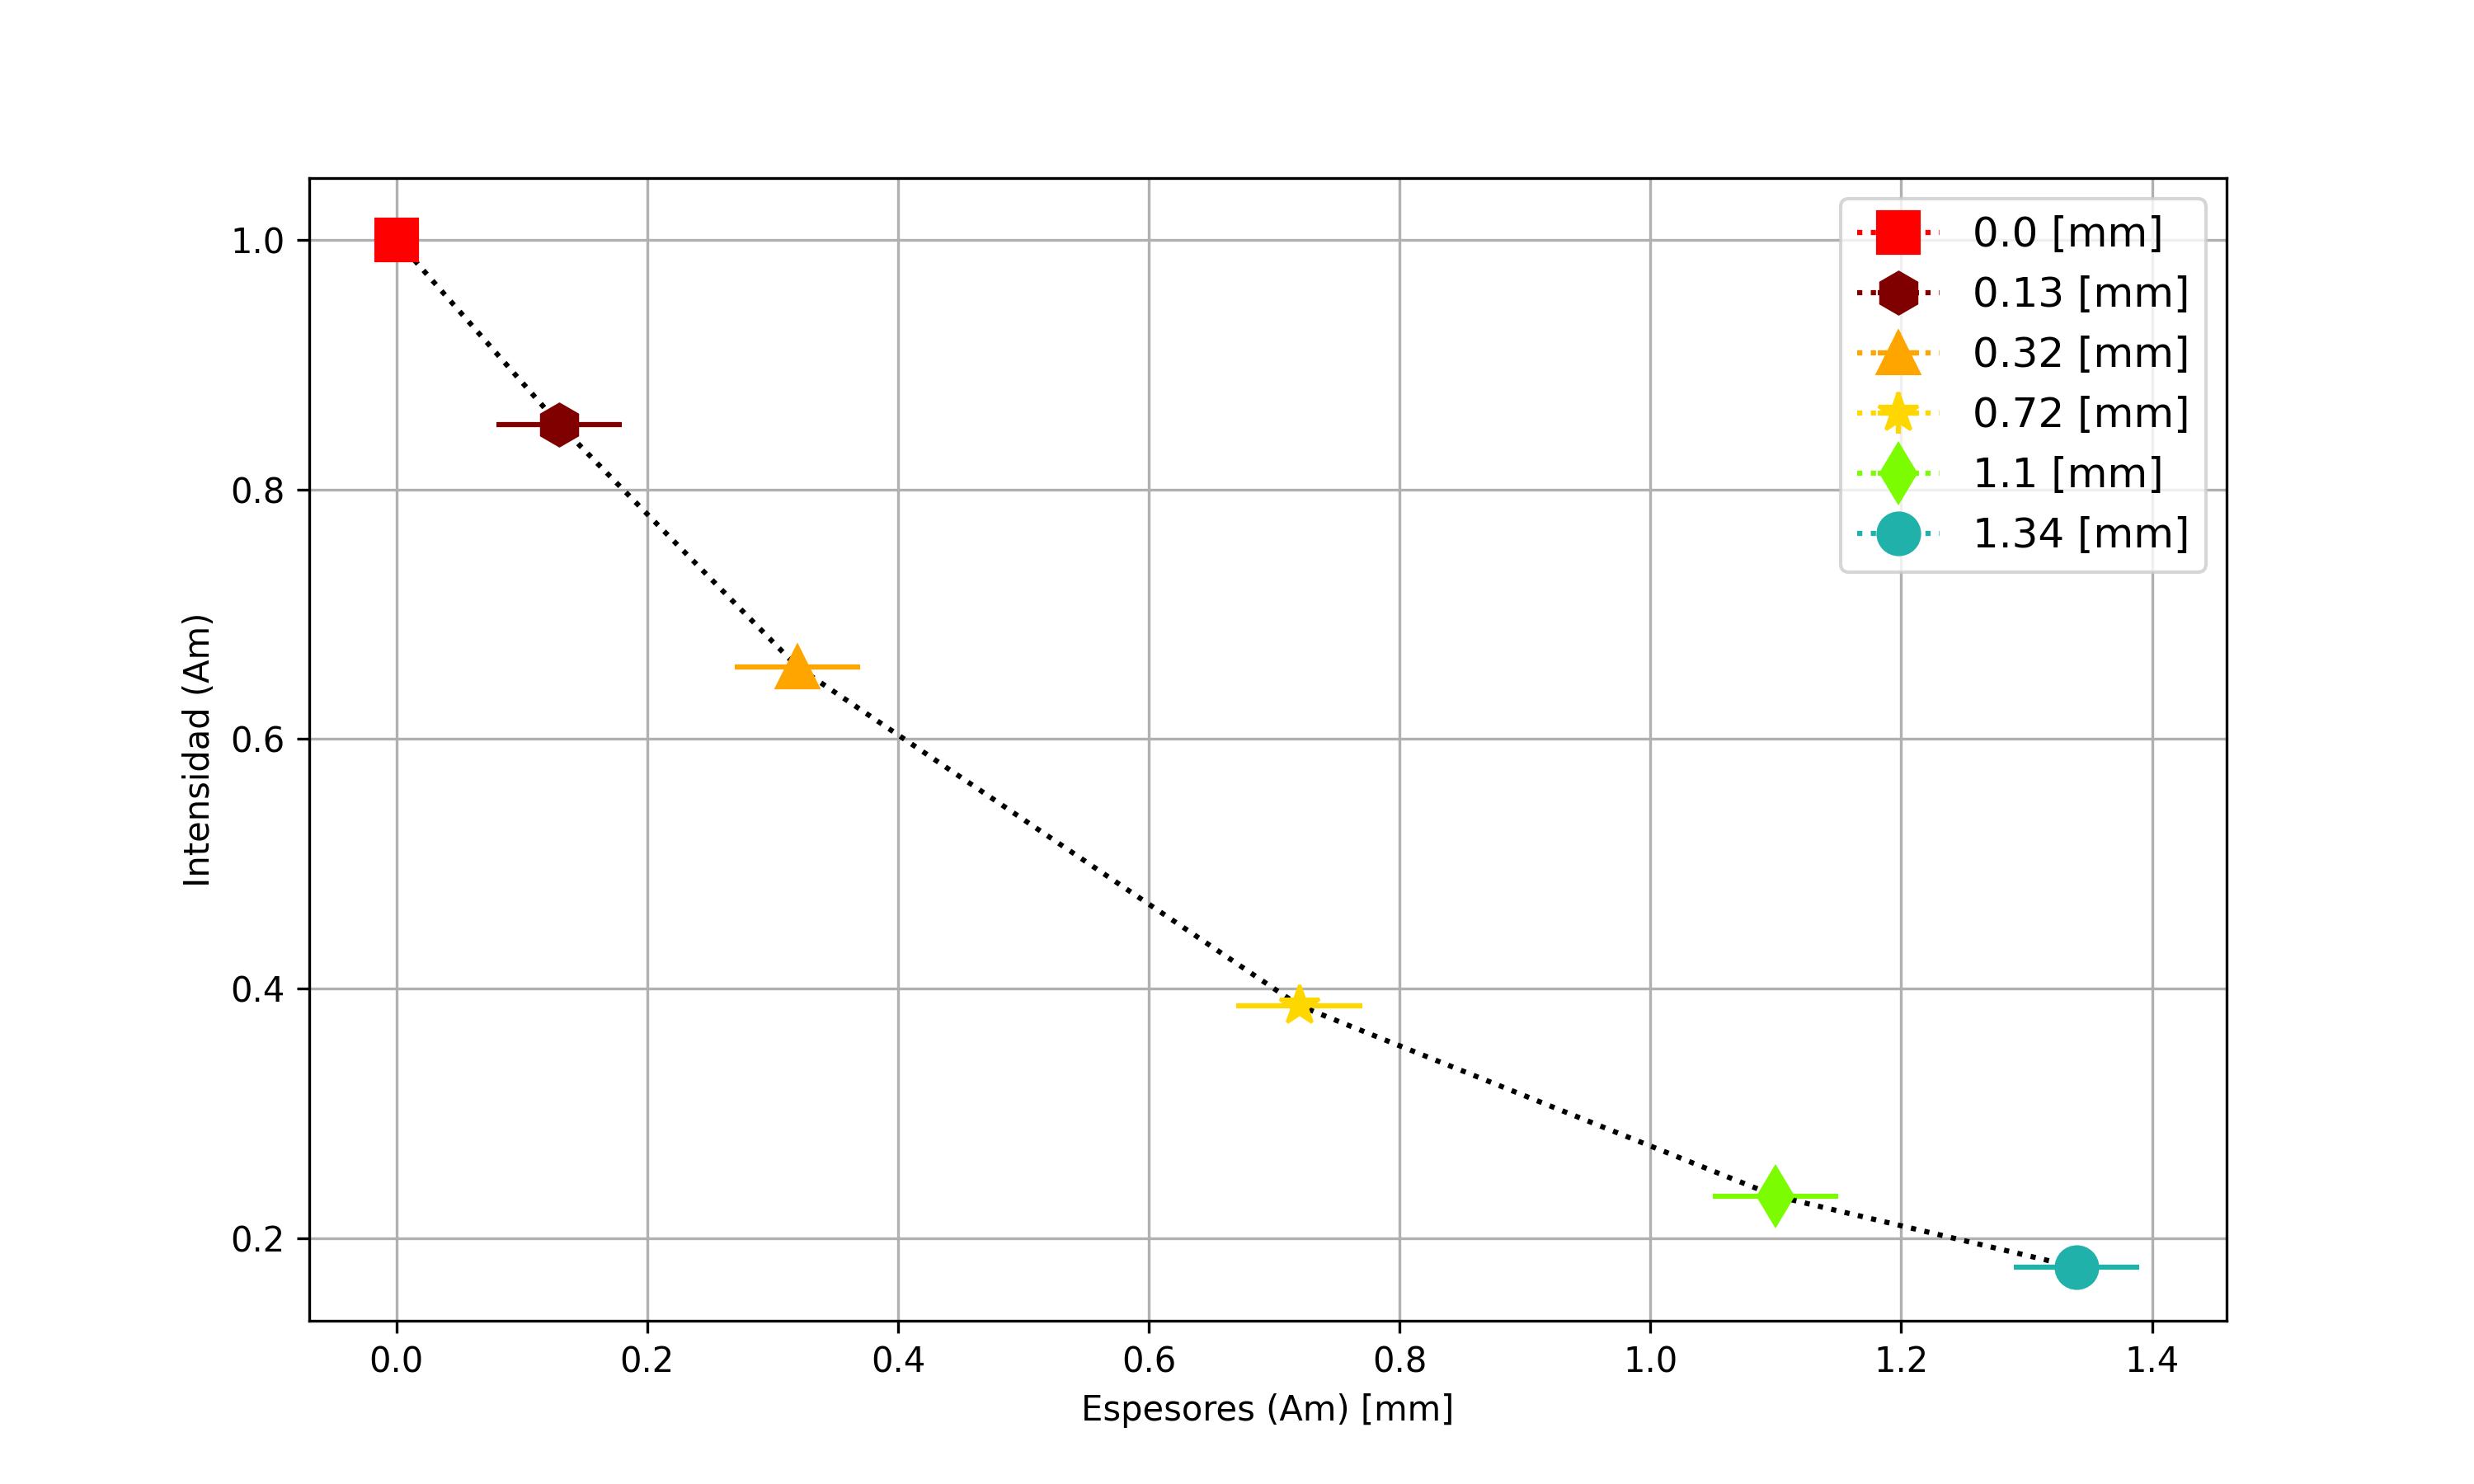 1.0
0.8
0.6
0.4
0.2
Intensidad (Am)
0.0 [mm]
0.13 [mm]
0.32 [mm]
0.72 [mm]
1.1 [mm]
1.34 [mm]
0.0 0.2 0.4 0.6 0.8 1.0 1.2 1.4
Espesores (Am) [mm]